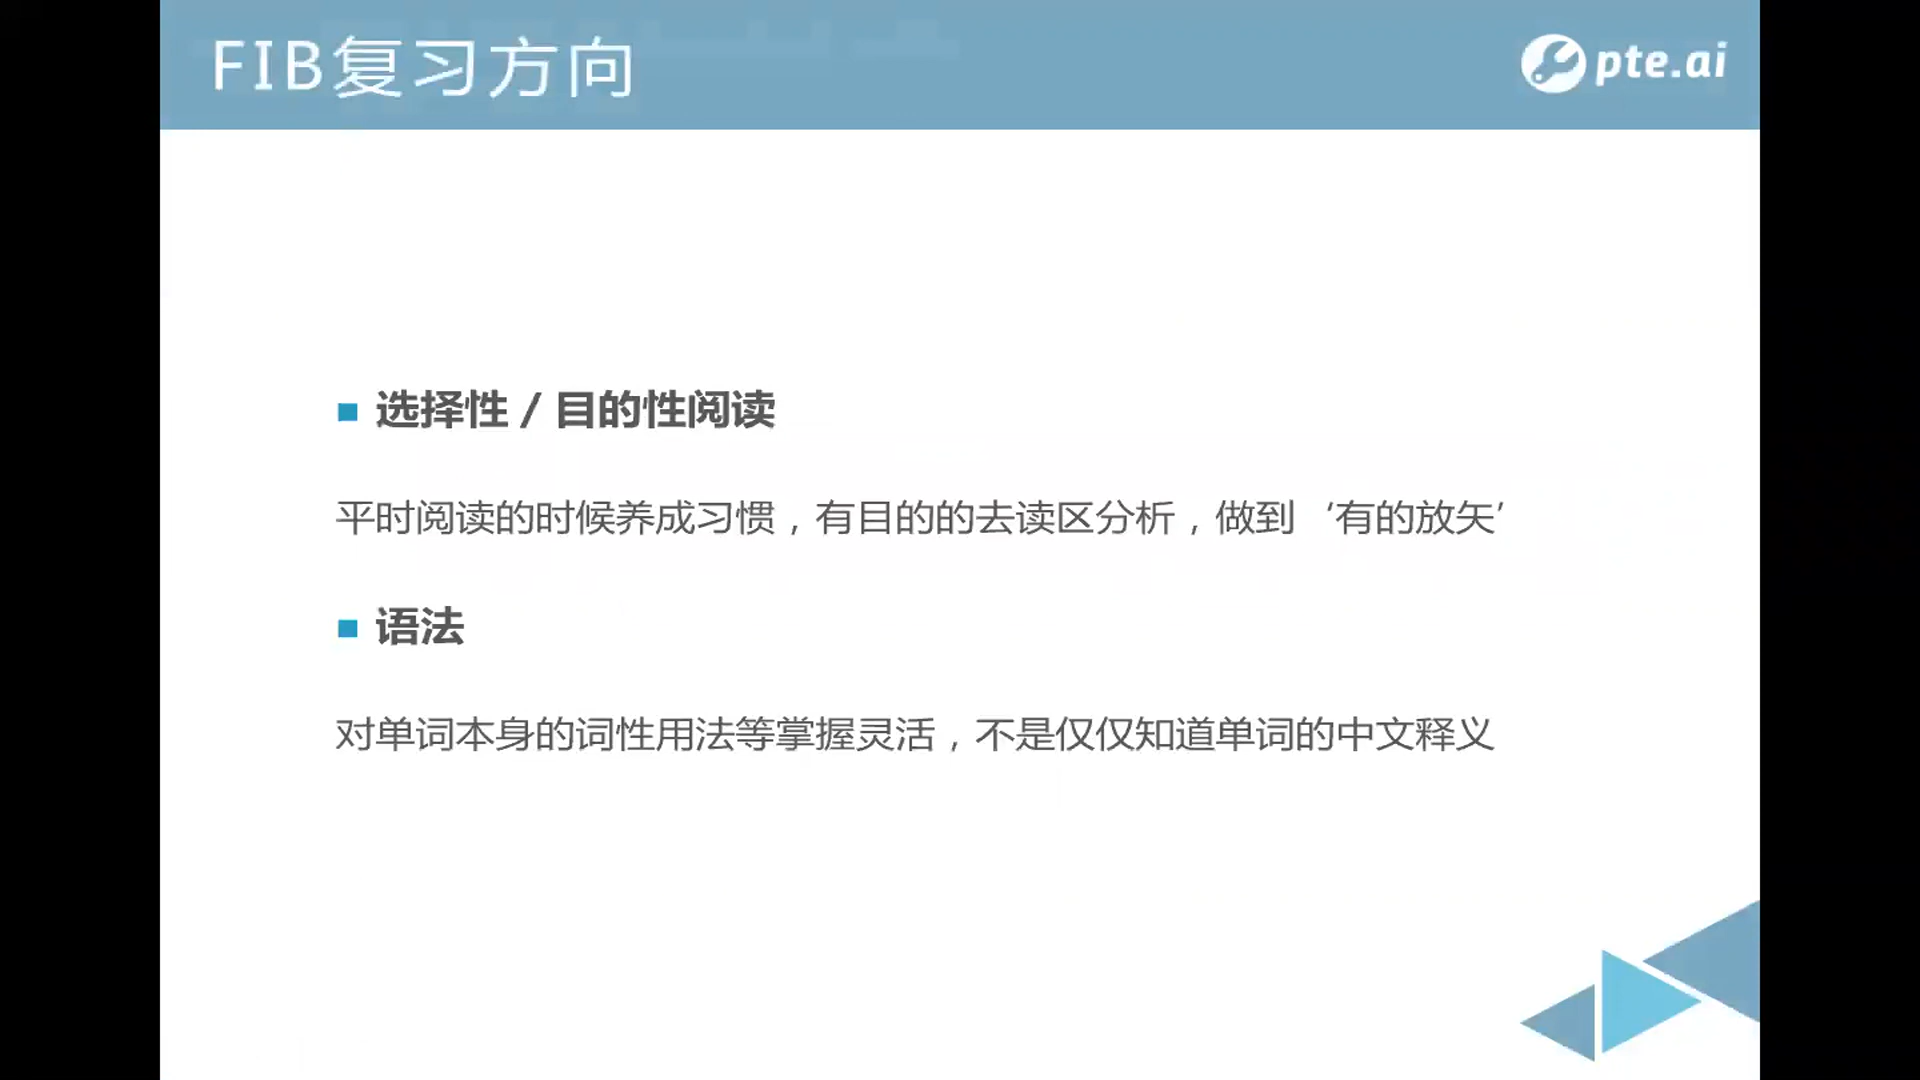 FIB复习方向
pte.ai
选择性 / 目的性阅读
平时阅读的时候养成习惯，有目的的去读区分析，做到‘有的放矢’
语法
对单词本身的词性用法等掌握灵活，不是仅仅知道单词的中文释义